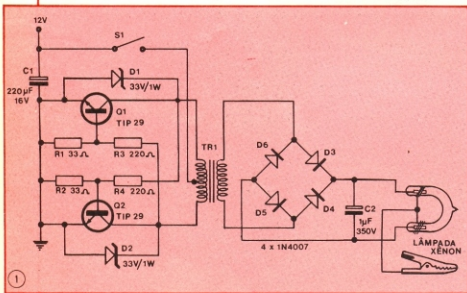 12V
S1
C1
220µF
16V
D1
33V/1W
Q1
TIP 29
R1 33Ω
R3 220Ω
R2 33Ω
R4 220Ω
Q2
TIP 29
D2
33V/1W
TR1
D6
D3
D5
D4
4 x 1N4007
C2
1µF
350V
LÂMPADA
XÊNON
1